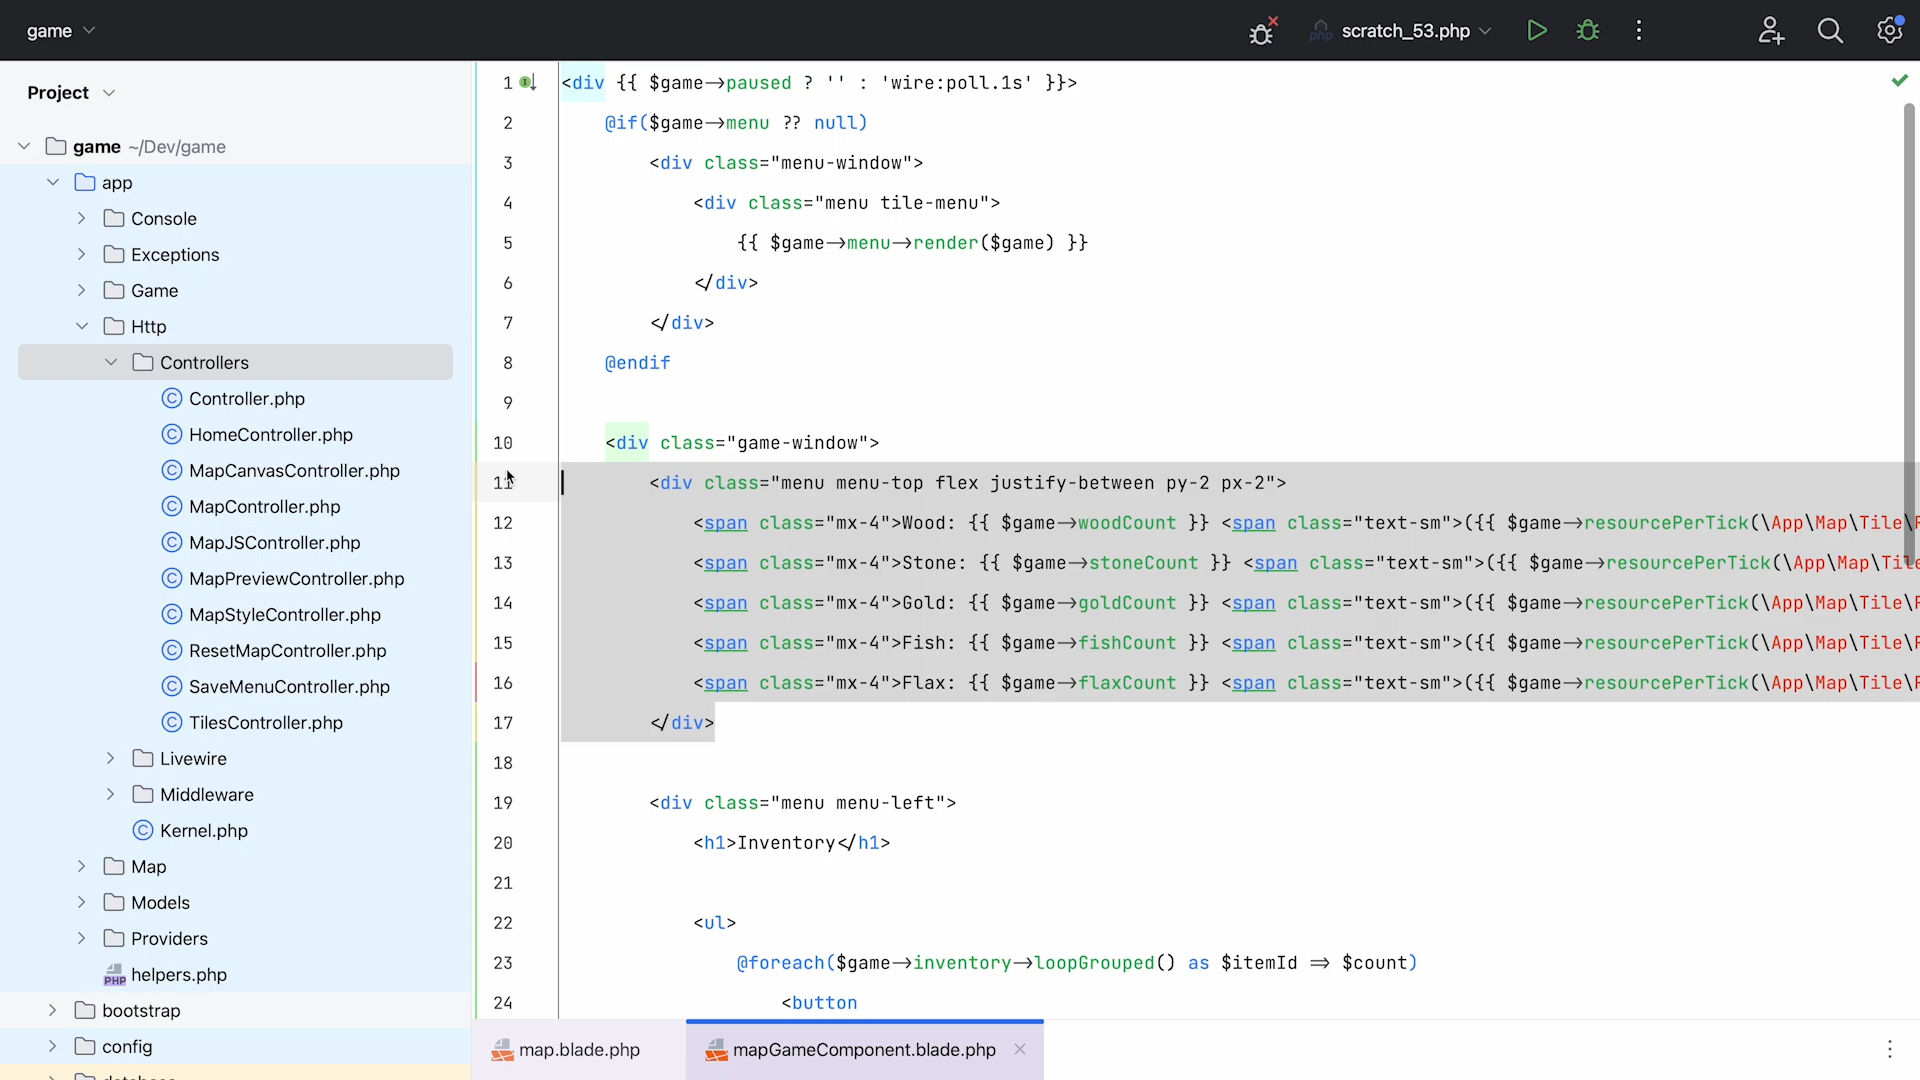 game
scratch_53.php
Project
game ~/Dev/game
app
Console
Exceptions
Game
Http
Controllers
Controller.php
HomeController.php
MapCanvasController.php
MapController.php
MapJSController.php
MapPreviewController.php
MapStyleController.php
ResetMapController.php
SaveMenuController.php
TilesController.php
Livewire
Middleware
Kernel.php
Map
Models
Providers
PHP helpers.php
bootstrap
config
database
1 <div {{ $game->paused ? '' : 'wire:poll.1s' }}>
2 @if($game->menu ?? null)
3 <div class="menu-window">
4 <div class="menu tile-menu">
5 {{ $game->menu->render($game) }}
6 </div>
7 </div>
8 @endif
9
10 <div class="game-window">
11 <div class="menu menu-top flex justify-between py-2 px-2">
12 <span class="mx-4">Wood: {{ $game->woodCount }} <span class="text-sm">({{ $game->resourcePerTick(\App\Map\Tile\
13 <span class="mx-4">Stone: {{ $game->stoneCount }} <span class="text-sm">({{ $game->resourcePerTick(\App\Map\Tile
14 <span class="mx-4">Gold: {{ $game->goldCount }} <span class="text-sm">({{ $game->resourcePerTick(\App\Map\Tile\
15 <span class="mx-4">Fish: {{ $game->fishCount }} <span class="text-sm">({{ $game->resourcePerTick(\App\Map\Tile\
16 <span class="mx-4">Flax: {{ $game->flaxCount }} <span class="text-sm">({{ $game->resourcePerTick(\App\Map\Tile\
17 </div>
18
19 <div class="menu menu-left">
20 <h1>Inventory</h1>
21
22 <ul>
23 @foreach($game->inventory->loopGrouped() as $itemId => $count)
24 <button
map.blade.php
mapGameComponent.blade.php